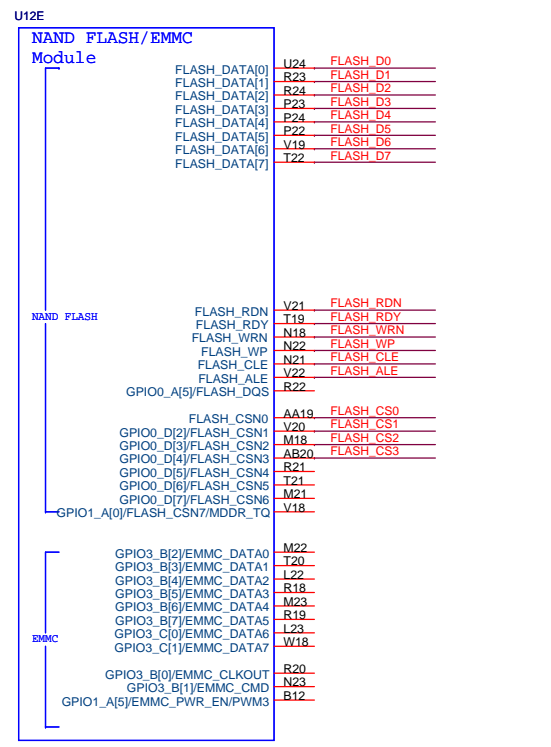 U12E
NAND FLASH/EMMC
Module
FLASH_DATA[0] U24 FLASH_D0
FLASH_DATA[1] R23 FLASH_D1
FLASH_DATA[2] R24 FLASH_D2
FLASH_DATA[3] P23 FLASH_D3
FLASH_DATA[4] P24 FLASH_D4
FLASH_DATA[5] P22 FLASH_D5
FLASH_DATA[6] V19 FLASH_D6
FLASH_DATA[7] T22 FLASH_D7
FLASH_RDN V21 FLASH_RDN
NAND FLASH
FLASH_RDY T19 FLASH_RDY
FLASH_WRN N18 FLASH_WRN
FLASH_WP N22 FLASH_WP
FLASH_CLE N21 FLASH_CLE
FLASH_ALE V22 FLASH_ALE
GPIO0_A[5]/FLASH_DQS R22
FLASH_CSN0 AA19 FLASH_CS0
GPIO0_D[2]/FLASH_CSN1 V20 FLASH_CS1
GPIO0_D[3]/FLASH_CSN2 M18 FLASH_CS2
GPIO0_D[4]/FLASH_CSN3 AB20 FLASH_CS3
GPIO0_D[5]/FLASH_CSN4 R21
GPIO0_D[6]/FLASH_CSN5 T21
GPIO0_D[7]/FLASH_CSN6 M21
GPIO1_A[0]/FLASH_CSN7/MDDR_TQ V18
GPIO3_B[2]/EMMC_DATA0 M22
GPIO3_B[3]/EMMC_DATA1 T20
GPIO3_B[4]/EMMC_DATA2 L22
GPIO3_B[5]/EMMC_DATA3 R18
GPIO3_B[6]/EMMC_DATA4 M23
GPIO3_B[7]/EMMC_DATA5 R19
GPIO3_C[0]/EMMC_DATA6 L23
EMMC
GPIO3_C[1]/EMMC_DATA7 W18
GPIO3_B[0]/EMMC_CLKOUT R20
GPIO3_B[1]/EMMC_CMD N23
GPIO1_A[5]/EMMC_PWR_EN/PWM3 B12